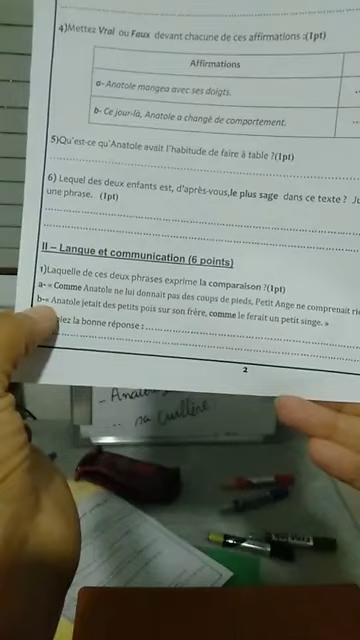 4)Mettez Vrai ou Faux devant chacune de ces affirmations :(1pt)
Affirmations
a- Anatole mangea avec ses doigts.
b- Ce jour-là, Anatole a changé de comportement.
5)Qu'est-ce qu'Anatole avait l'habitude de faire à table ?(1pt)
6) Lequel des deux enfants est, d'après-vous,le plus sage dans ce texte ?
une phrase. (1pt)
II – Langue et communication (6 points)
1)Laquelle de ces deux phrases exprime la comparaison ?(1pt)
a- « Comme Anatole ne lui donnait pas des coups de pieds, Petit Ange ne comprenait
b-« Anatole jetait des petits pois sur son frère, comme le ferait un petit singe. »
la bonne réponse :
2
sa cuillère